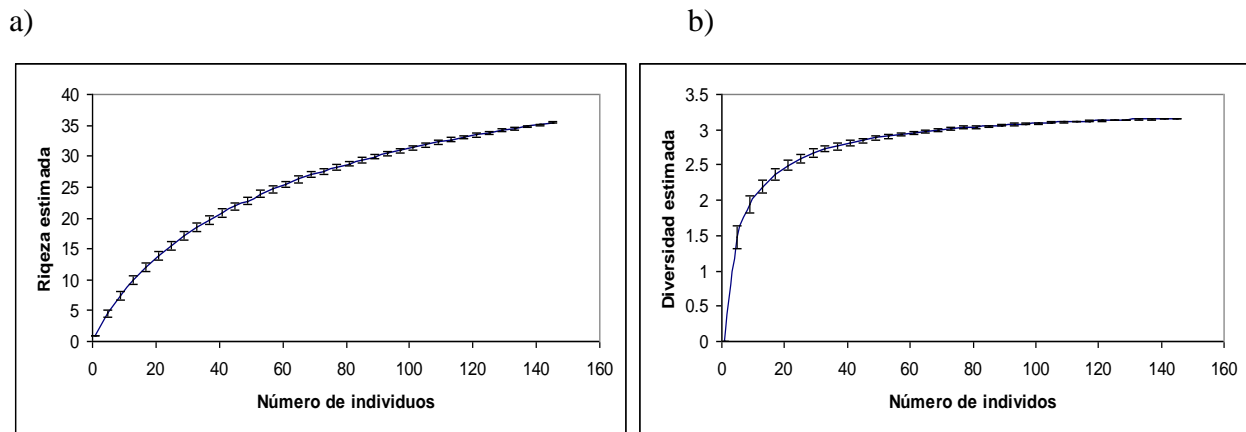 a)
b)
Riqeza estimada
40
35
30
25
20
15
10
5
0
0 20 40 60 80 100 120 140 160
Número de individuos
Diversidad estimada
3.5
3
2.5
2
1.5
1
0.5
0
0 20 40 60 80 100 120 140 160
Número de individos